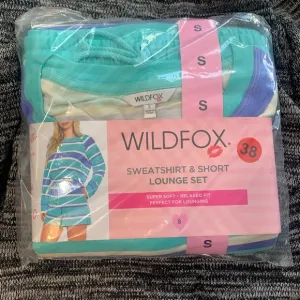 S
S
S
S
WILDFOX
S
WILDFOX
38
SWEATSHIRT & SHORT
LOUNGE SET
SUPER SOFT • RELAXED FIT
PERFECT FOR LOUNGING
S
S